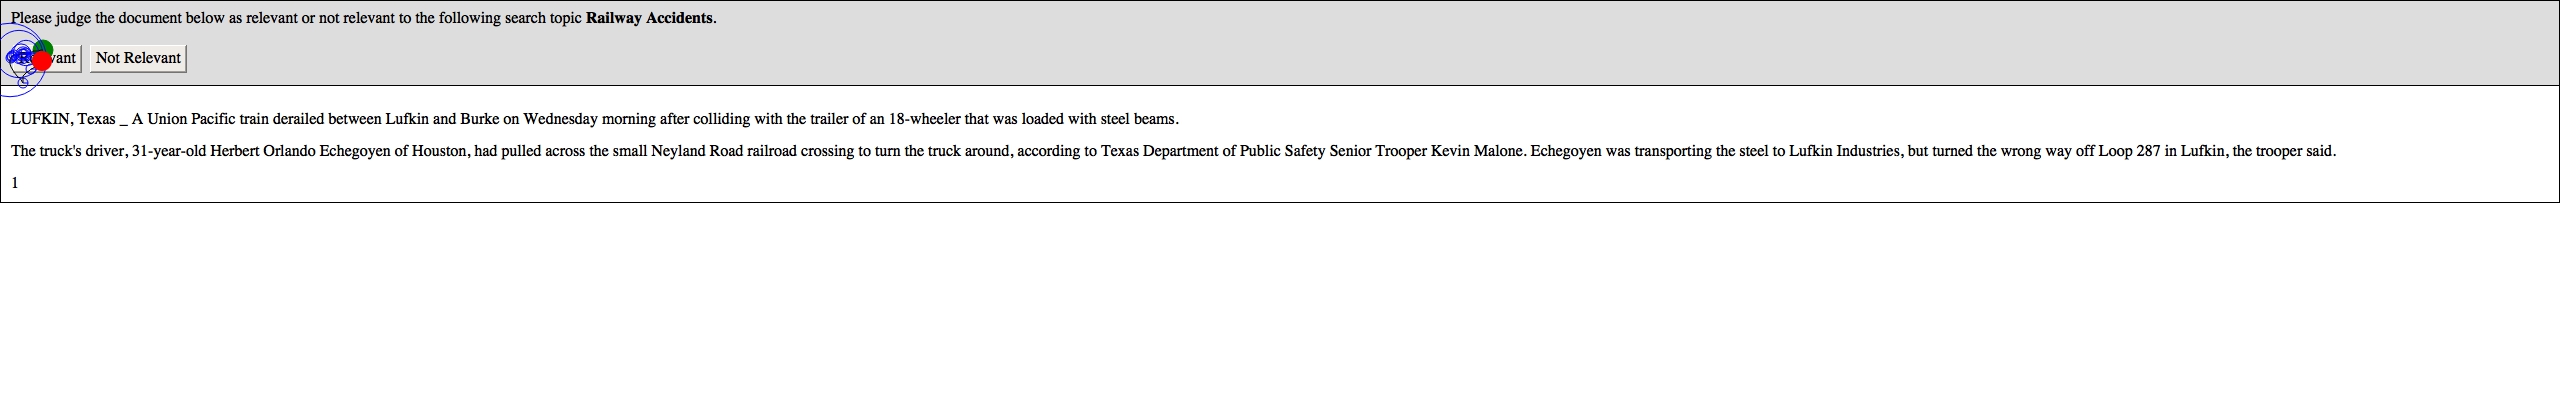 Please judge the document below as relevant or not relevant to the following search topic Railway Accidents.
Not Relevant
LUFKIN, Texas _ A Union Pacific train derailed between Lufkin and Burke on Wednesday morning after colliding with the trailer of an 18-wheeler that was loaded with steel beams.
The truck's driver, 31-year-old Herbert Orlando Echegoyen of Houston, had pulled across the small Neyland Road railroad crossing to turn the truck around, according to Texas Department of Public Safety Senior Trooper Kevin Malone. Echegoyen was transporting the steel to Lufkin Industries, but turned the wrong way off Loop 287 in Lufkin, the trooper said.
1